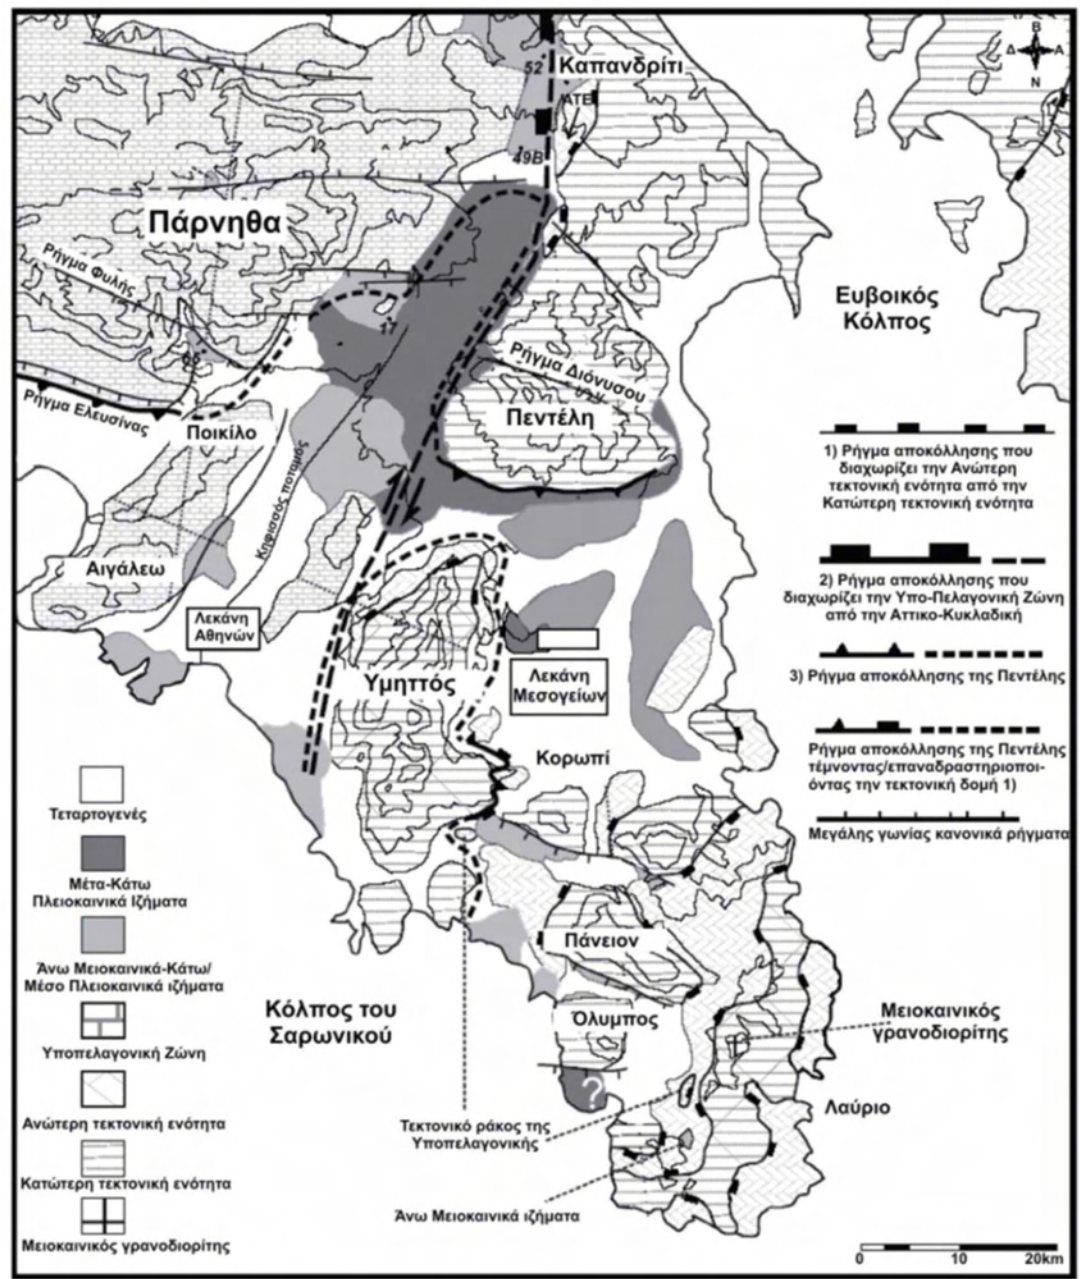 Β
Δ Α
Ν
52
Καπανδρίτι
ΑΤΕΙ
49Β
Πάρνηθα
Ρήγμα Φυλής
Ευβοικός
Κόλπος
17
Ρήγμα Διόνυσου
Πεντέλη
Ρήγμα Ελευσίνας
Ποικίλο
Κηφισσός ποταμός
Αιγάλεω
Λεκάνη
Αθηνών
Λεκάνη
Μεσογείων
Υμηττός
Κορωπί
1) Ρήγμα αποκόλλησης που
διαχωρίζει την Ανώτερη
τεκτονική ενότητα από την
Κατώτερη τεκτονική ενότητα
2) Ρήγμα αποκόλλησης που
διαχωρίζει την Υπο-Πελαγονική Ζώνη
από την Αττικο-Κυκλαδική
3) Ρήγμα αποκόλλησης της Πεντέλης
Ρήγμα αποκόλλησης της Πεντέλης
τέμνοντας/επαναδραστηριοποι-
όντας την τεκτονική δομή 1)
Μεγάλης γωνίας κανονικά ρήγματα
Τεταρτογενές
Μέτα-Κάτω
Πλειοκαινικά Ιζήματα
Άνω Μειοκαινικά-Κάτω/
Μέσο Πλειοκαινικά ιζήματα
Υποπελαγονική Ζώνη
Ανώτερη τεκτονική ενότητα
Κατώτερη τεκτονική ενότητα
Μειοκαινικός γρανοδιορίτης
Πάνειον
Κόλπος του
Σαρωνικού
Όλυμπος
Μειοκαινικός
γρανοδιορίτης
?
Λαύριο
Τεκτονικό ράκος της
Υποπελαγονικής
Άνω Μειοκαινικά ιζήματα
0 10 20km